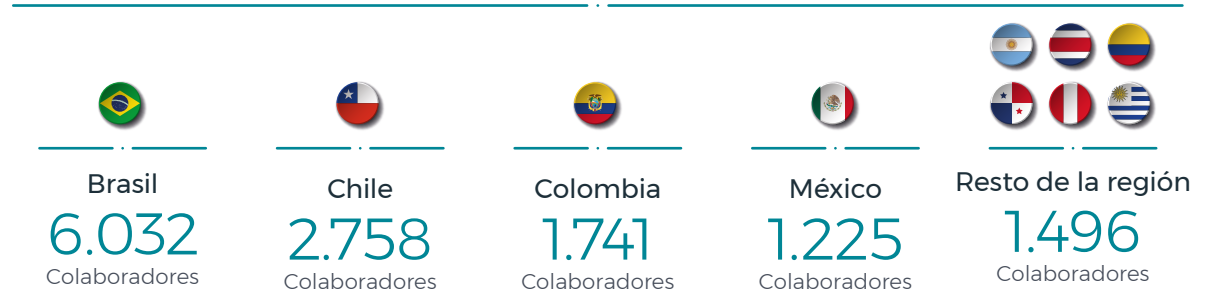 Brasil
6.032
Colaboradores
Chile
2.758
Colaboradores
Colombia
1.741
Colaboradores
México
1.225
Colaboradores
Resto de la región
1.496
Colaboradores